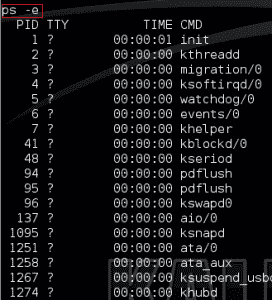 ps -e
PID TTY TIME CMD
1 ? 00:00:01 init
2 ? 00:00:00 kthreadd
3 ? 00:00:00 migration/0
4 ? 00:00:00 ksoftirqd/0
5 ? 00:00:00 watchdog/0
6 ? 00:00:00 events/0
7 ? 00:00:00 khelper
41 ? 00:00:00 kblockd/0
48 ? 00:00:00 kseriod
94 ? 00:00:00 pdflush
95 ? 00:00:00 pdflush
96 ? 00:00:00 kswapd0
137 ? 00:00:00 aio/0
1095 ? 00:00:00 ksnapd
1251 ? 00:00:00 ata/0
1258 ? 00:00:00 ata_aux
1267 ? 00:00:00 ksuspend_usbd
1274 ? 00:00:00 khubd